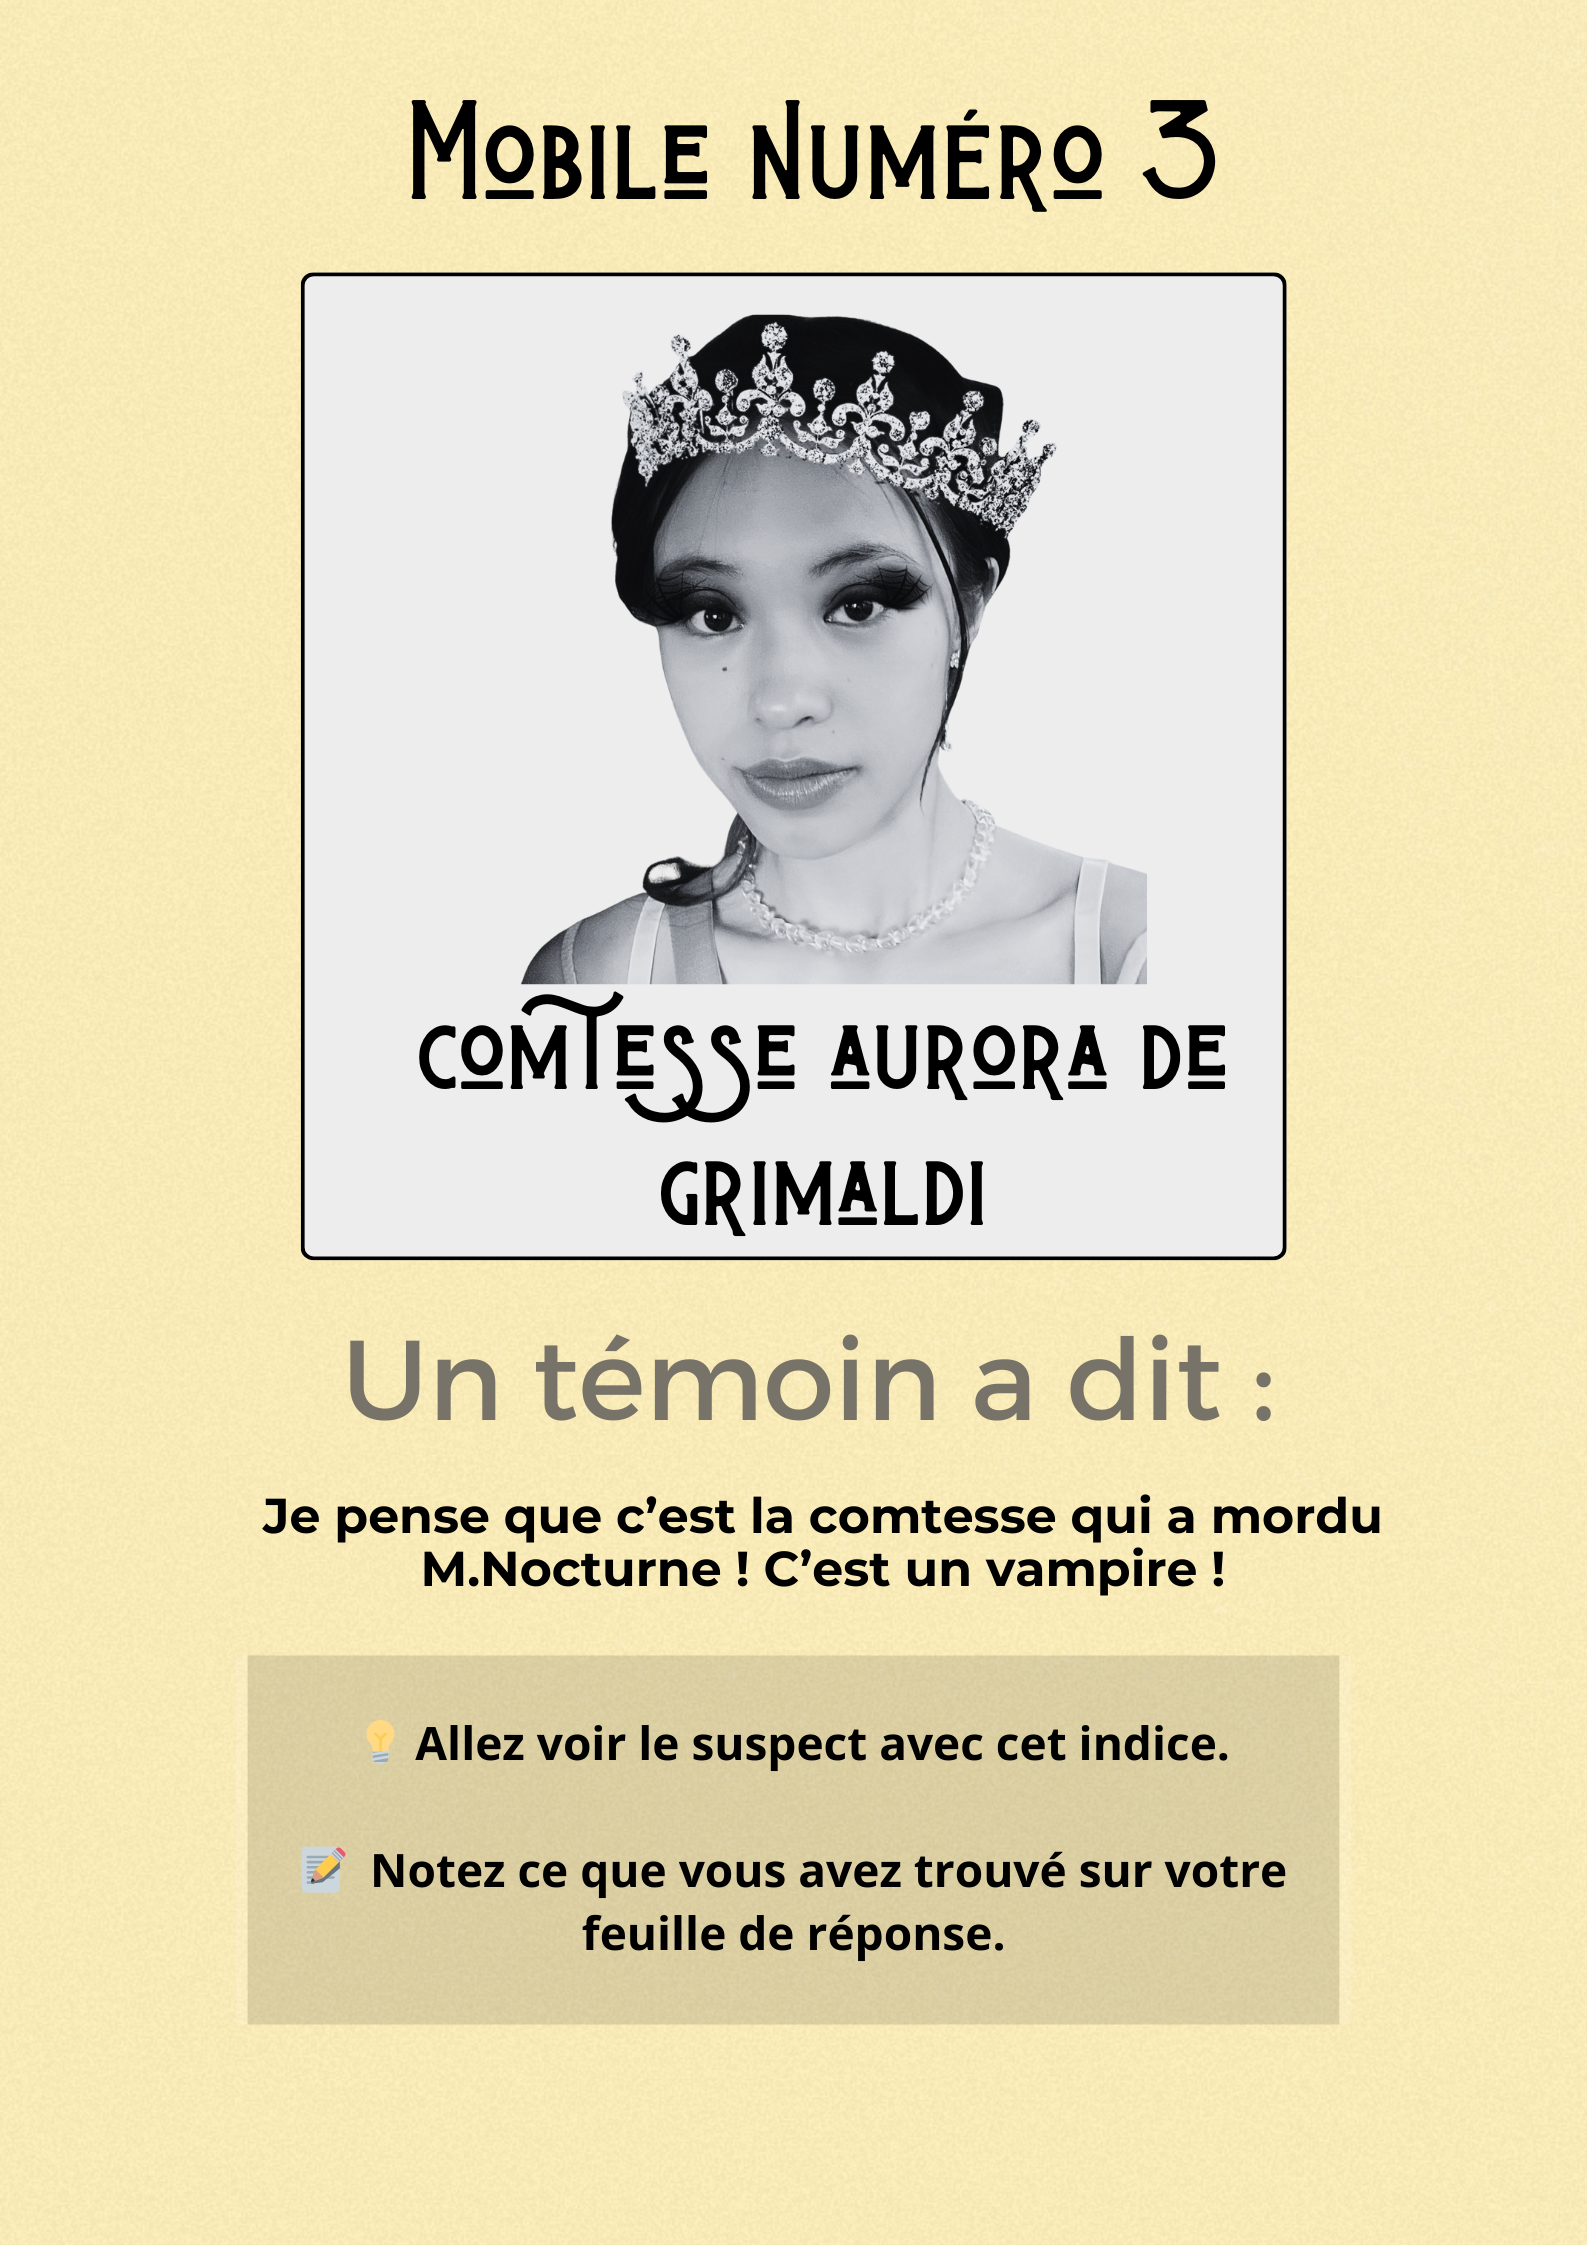 Mobile Numéro 3
Comtesse Aurora de
Grimaldi
Un témoin a dit :
Je pense que c’est la comtesse qui a mordu
M.Nocturne ! C’est un vampire !
💡 Allez voir le suspect avec cet indice.
📝 Notez ce que vous avez trouvé sur votre
feuille de réponse.